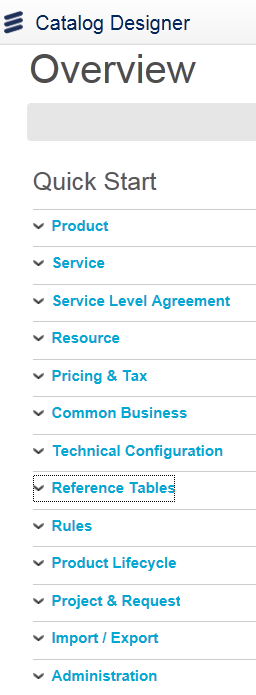 Catalog Designer
Overview
Quick Start
Product
Service
Service Level Agreement
Resource
Pricing & Tax
Common Business
Technical Configuration
Reference Tables
Rules
Product Lifecycle
Project & Request
Import / Export
Administration